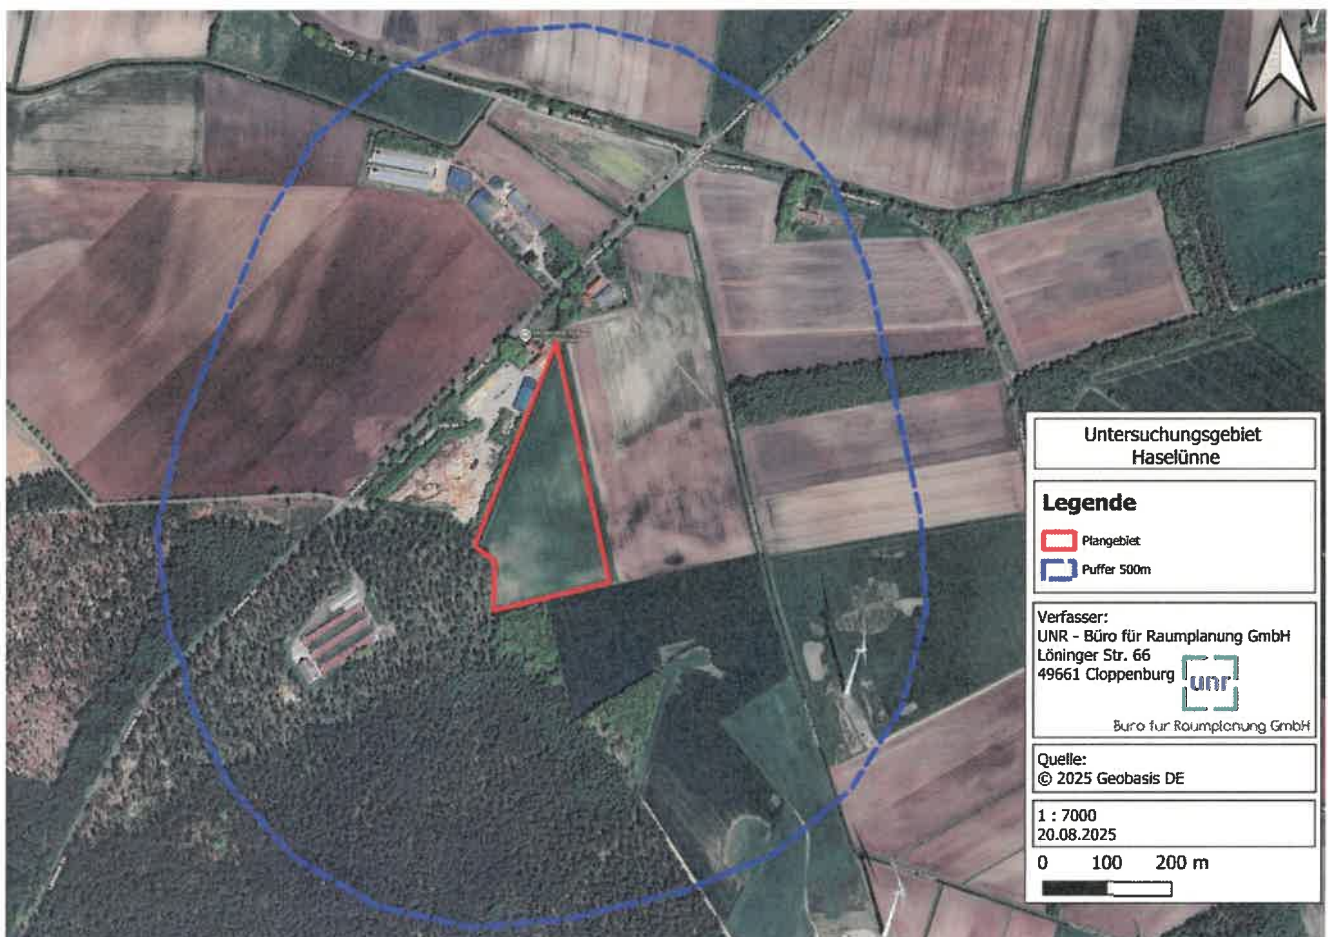 Untersuchungsgebiet
Haselünne
Legende
Plangebiet
Puffer 500m
Verfasser:
UNR - Büro für Raumplanung GmbH
Löninger Str. 66
49661 Cloppenburg
unr
Büro für Raumplanung GmbH
Quelle:
© 2025 Geobasis DE
1 : 7000
20.08.2025
0 100 200 m